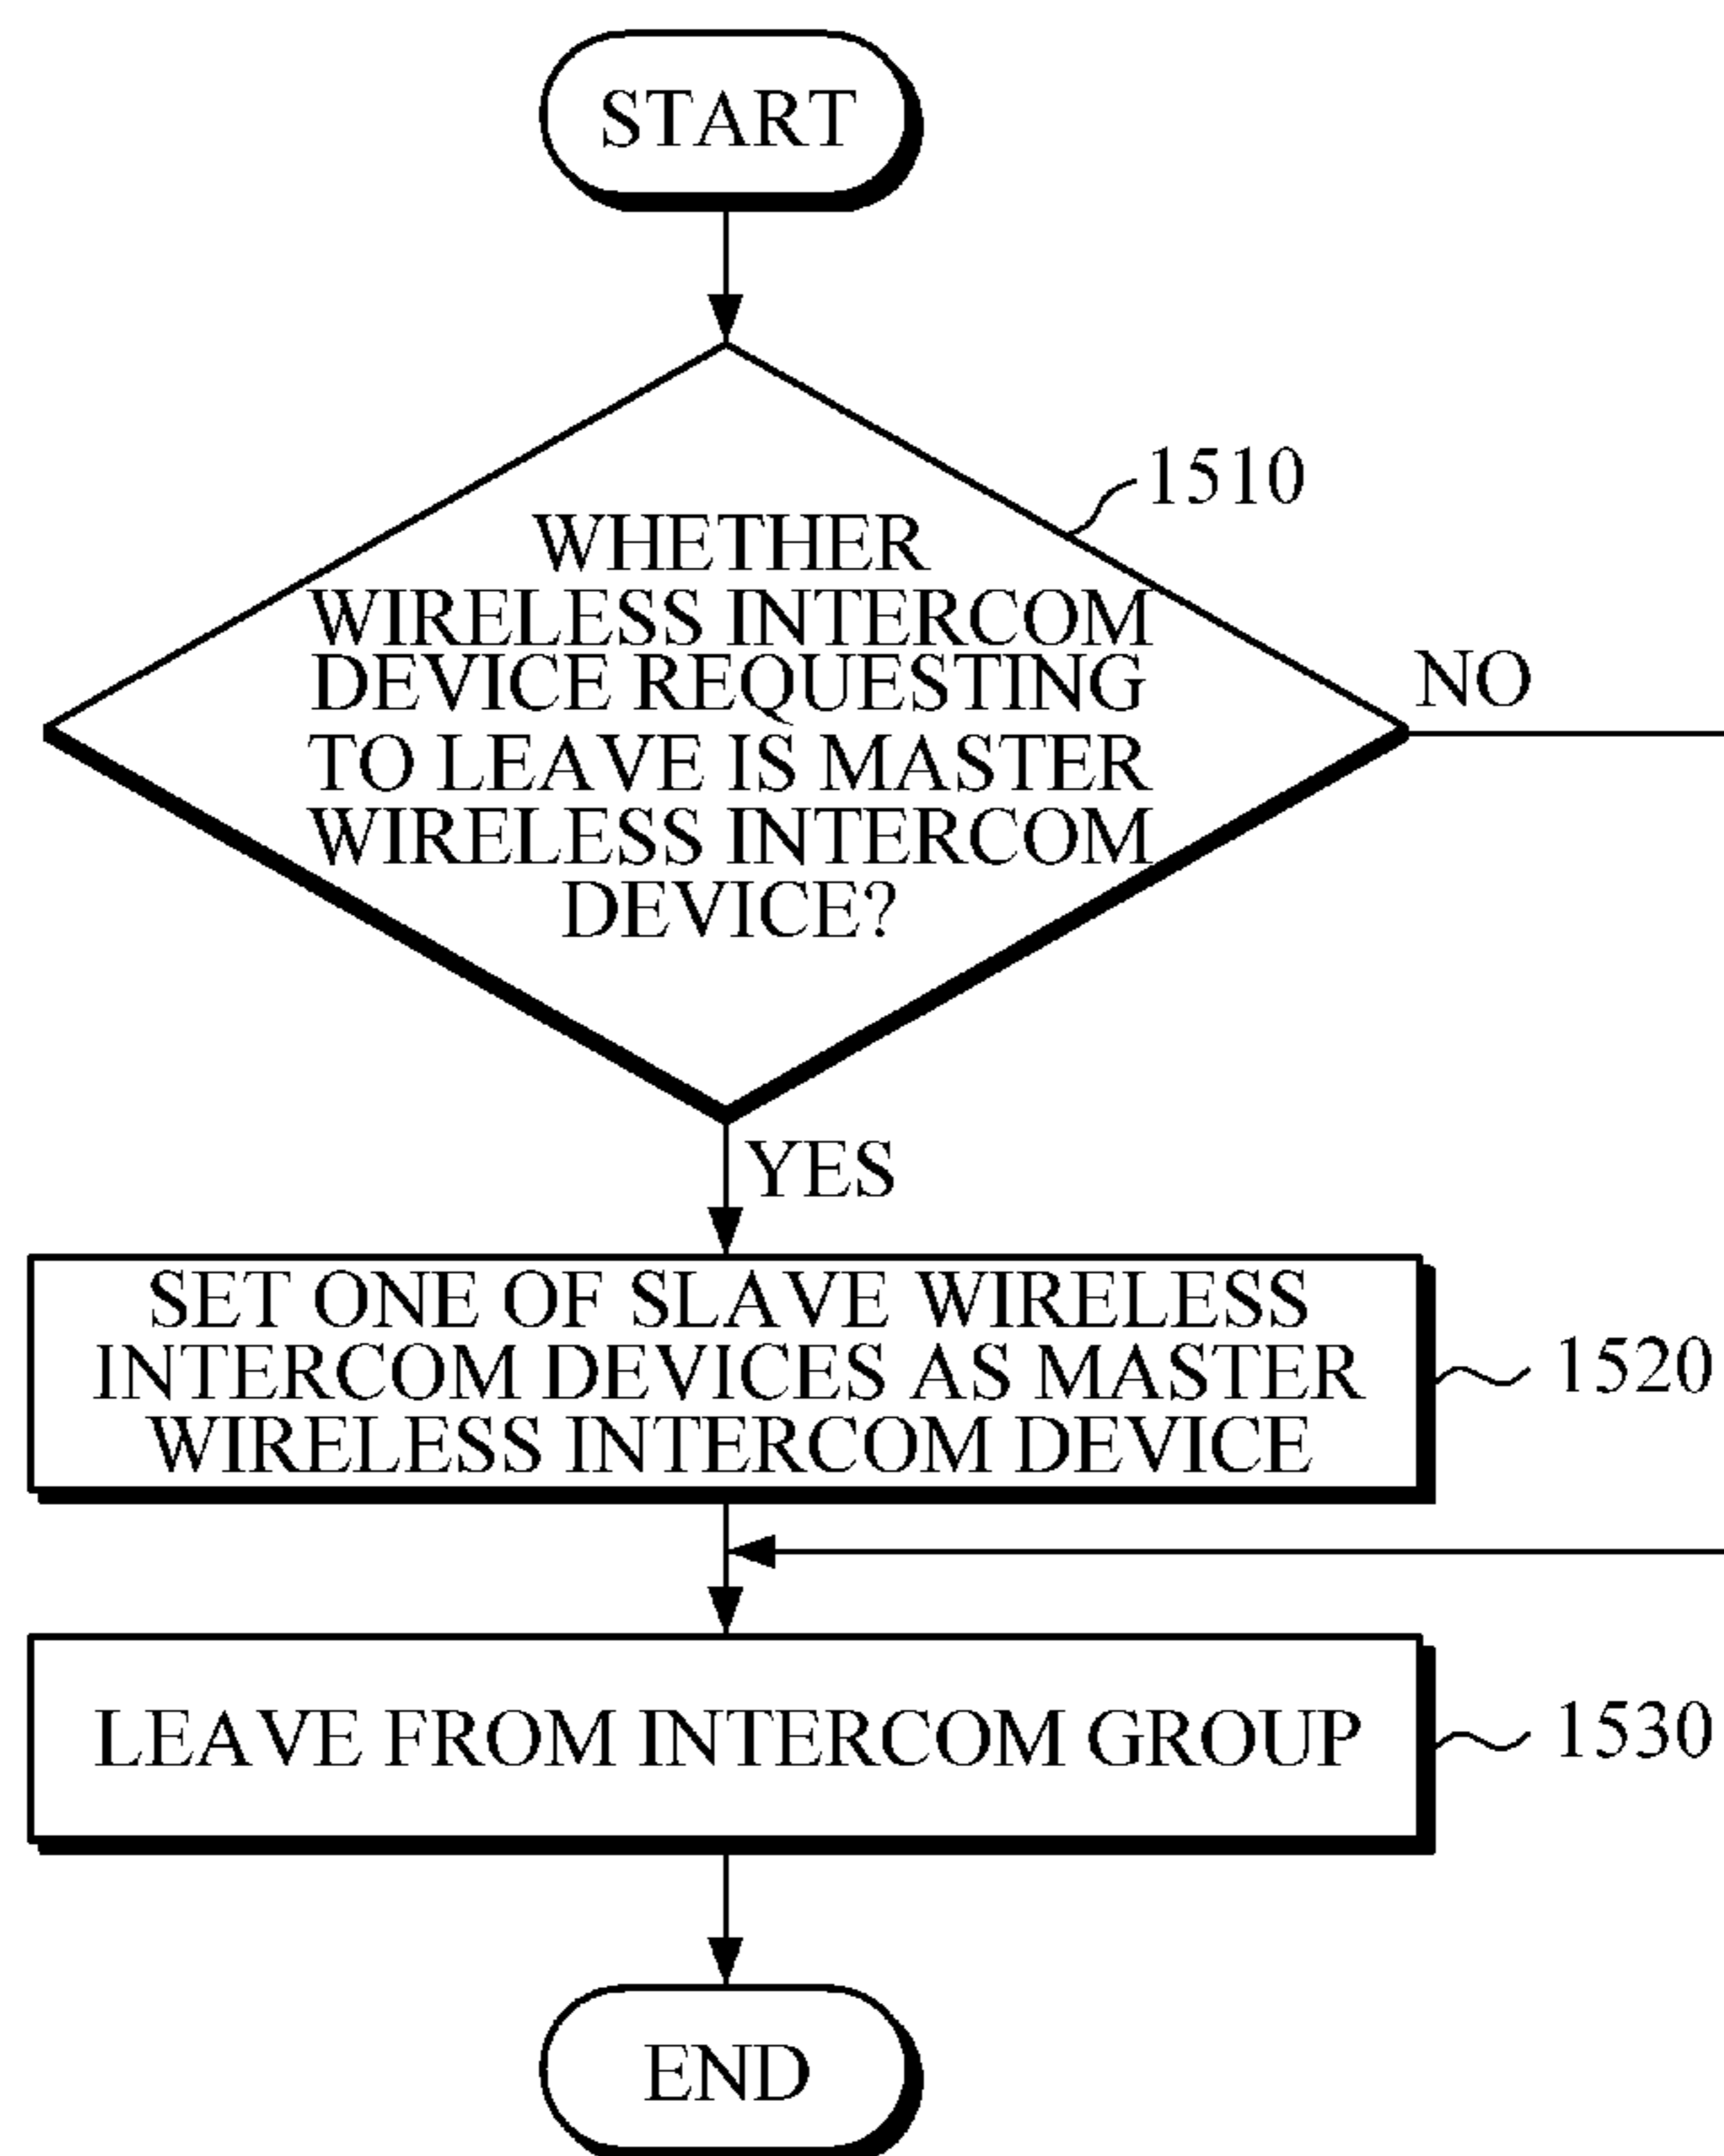 START
1510
WHETHER
WIRELESS INTERCOM
DEVICE REQUESTING
TO LEAVE IS MASTER
WIRELESS INTERCOM
DEVICE?
NO
YES
SET ONE OF SLAVE WIRELESS
INTERCOM DEVICES AS MASTER
WIRELESS INTERCOM DEVICE
1520
LEAVE FROM INTERCOM GROUP
1530
END